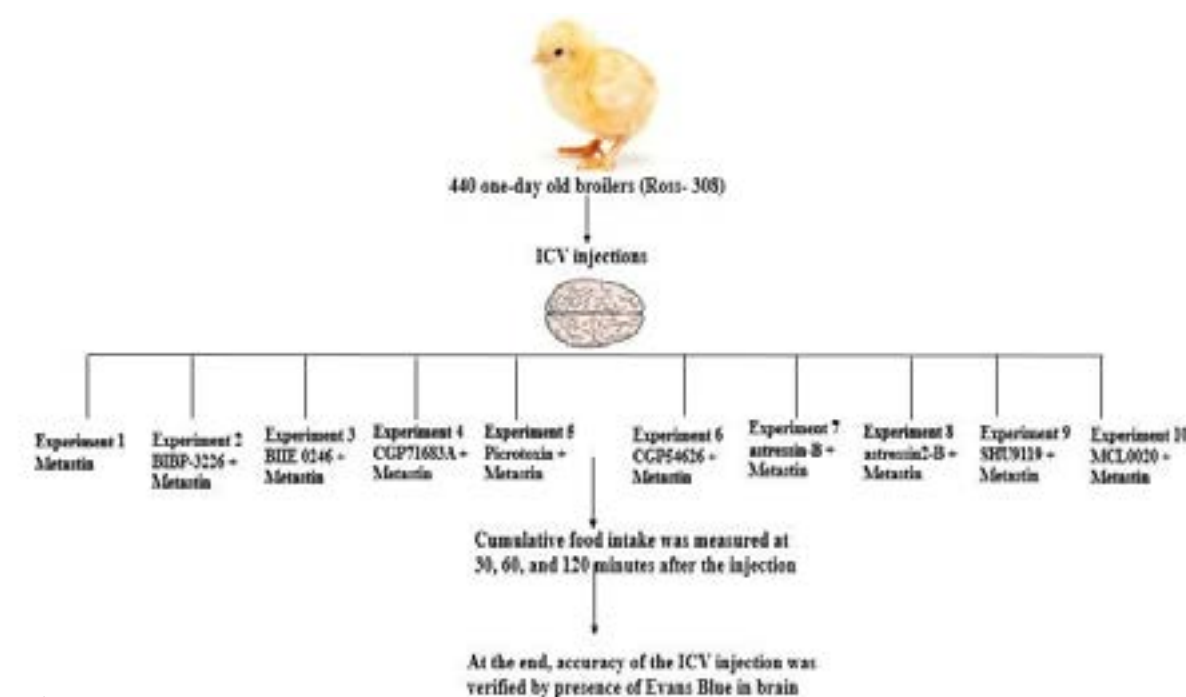 440 one-day old broilers (Ross- 308)
ICV injections
Experiment 1
Metastin
Experiment 2
BIBP-3226 +
Metastin
Experiment 3
BIIE 0246 +
Metastin
Experiment 4
CGP71683A +
Metastin
Experiment 5
Picrotoxin +
Metastin
Experiment 6
CGP54626 +
Metastin
Experiment 7
astressin-B +
Metastin
Experiment 8
astressin2-B +
Metastin
Experiment 9
SHU9119 +
Metastin
Experiment 10
MCL0020 +
Metastin
Cumulative food intake was measured at
30, 60, and 120 minutes after the injection
At the end, accuracy of the ICV injection was
verified by presence of Evans Blue in brain